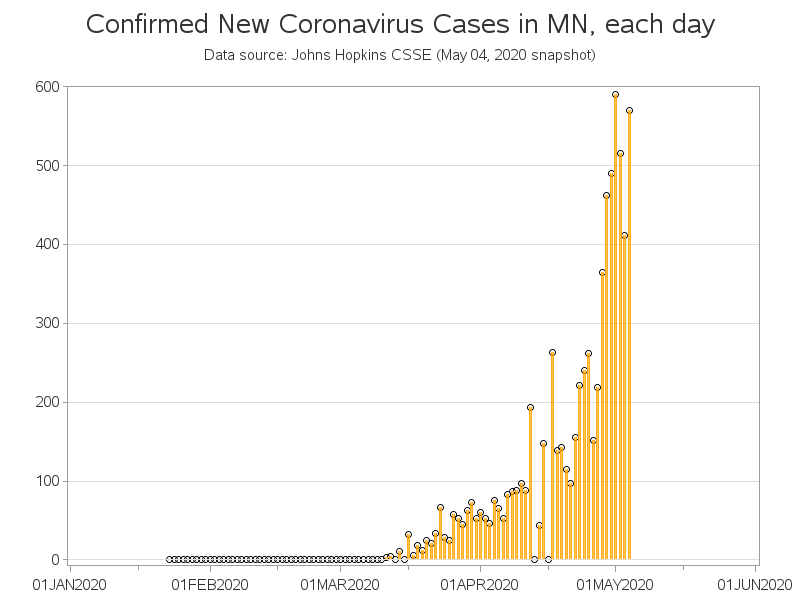 Confirmed New Coronavirus Cases in MN, each day
Data source: Johns Hopkins CSSE (May 04, 2020 snapshot)
600
500
400
300
200
100
0
01JAN2020 01FEB2020 01MAR2020 01APR2020 01MAY2020 01JUN2020